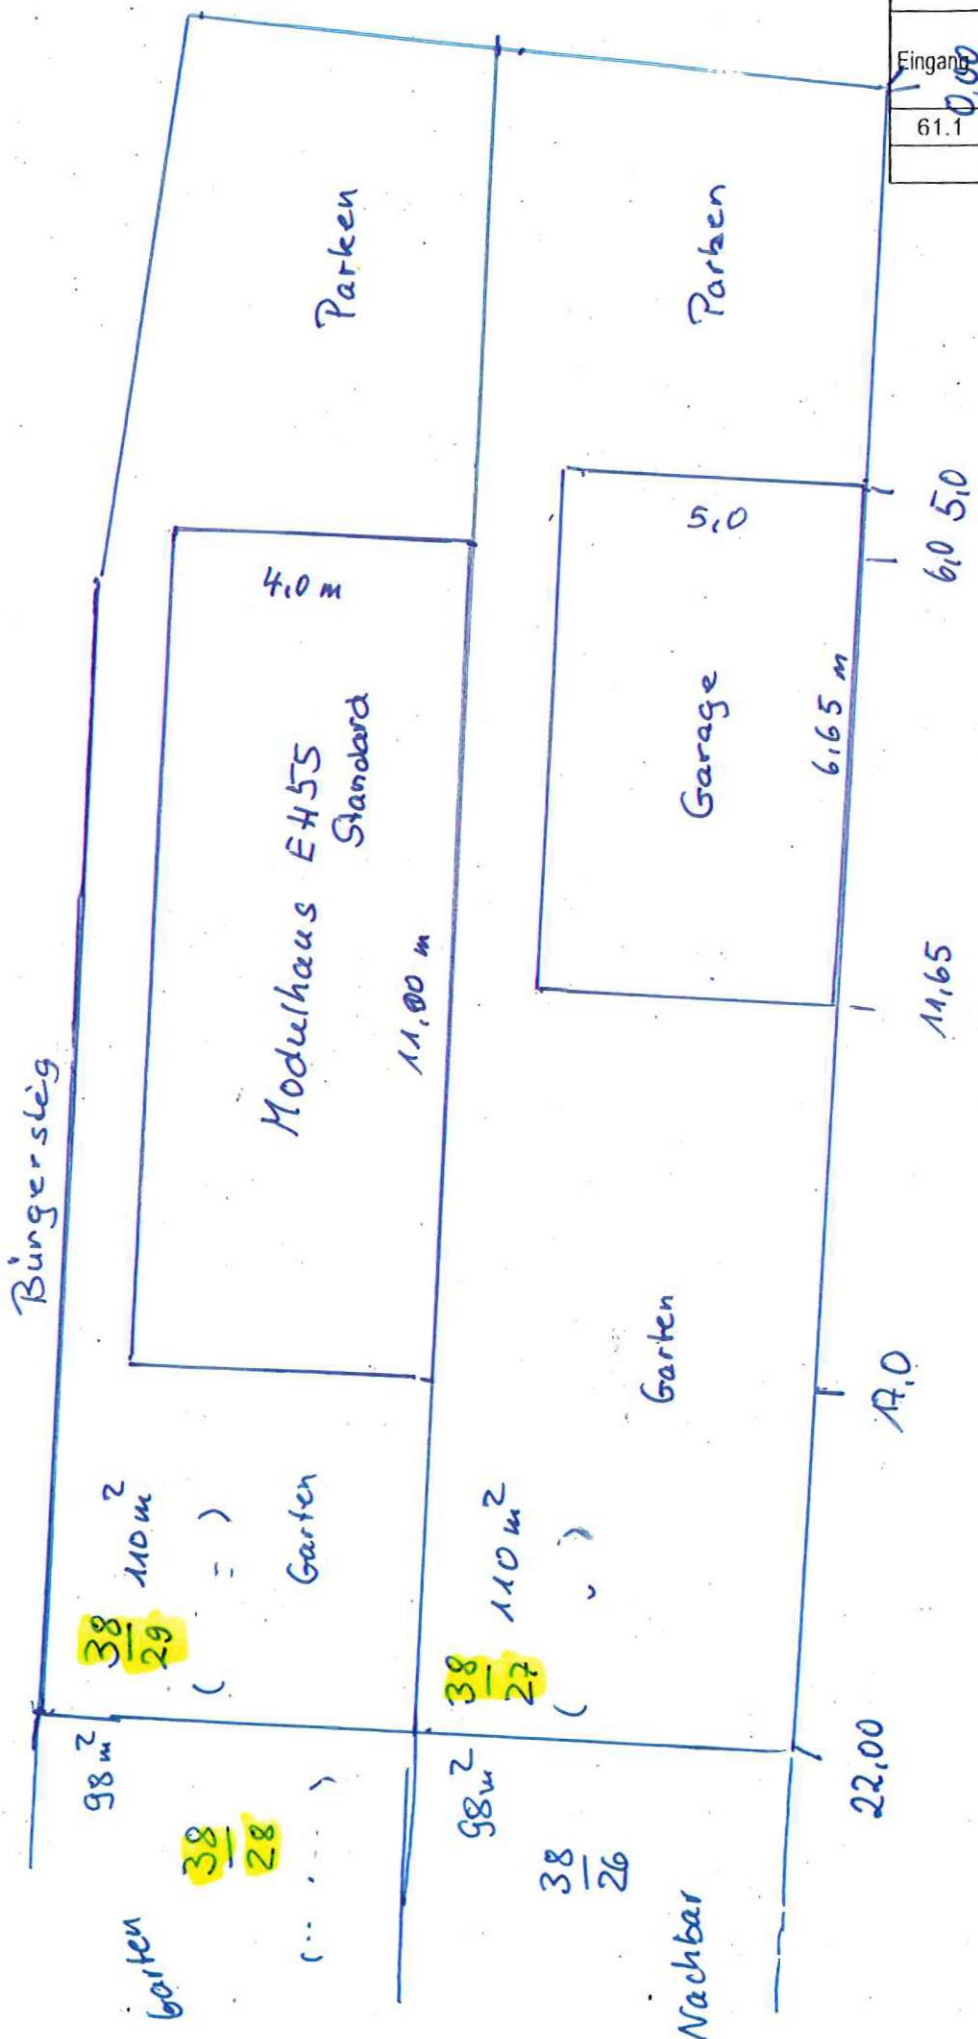 Bürgersteig
98 m²
38
29
110 m²
( = )
Garten
Modulhaus EH55
Standard
4,0 m
11,00 m
Parken
Garten
38
28
(.. . ... )
98 m²
38
27
110 m²
( )
Garten
Garage
5,0
6,65 m
Parken
38
26
Nachbar
22,00
17,0
11,65
6,0
5,0
0,00
Eingang
61.1